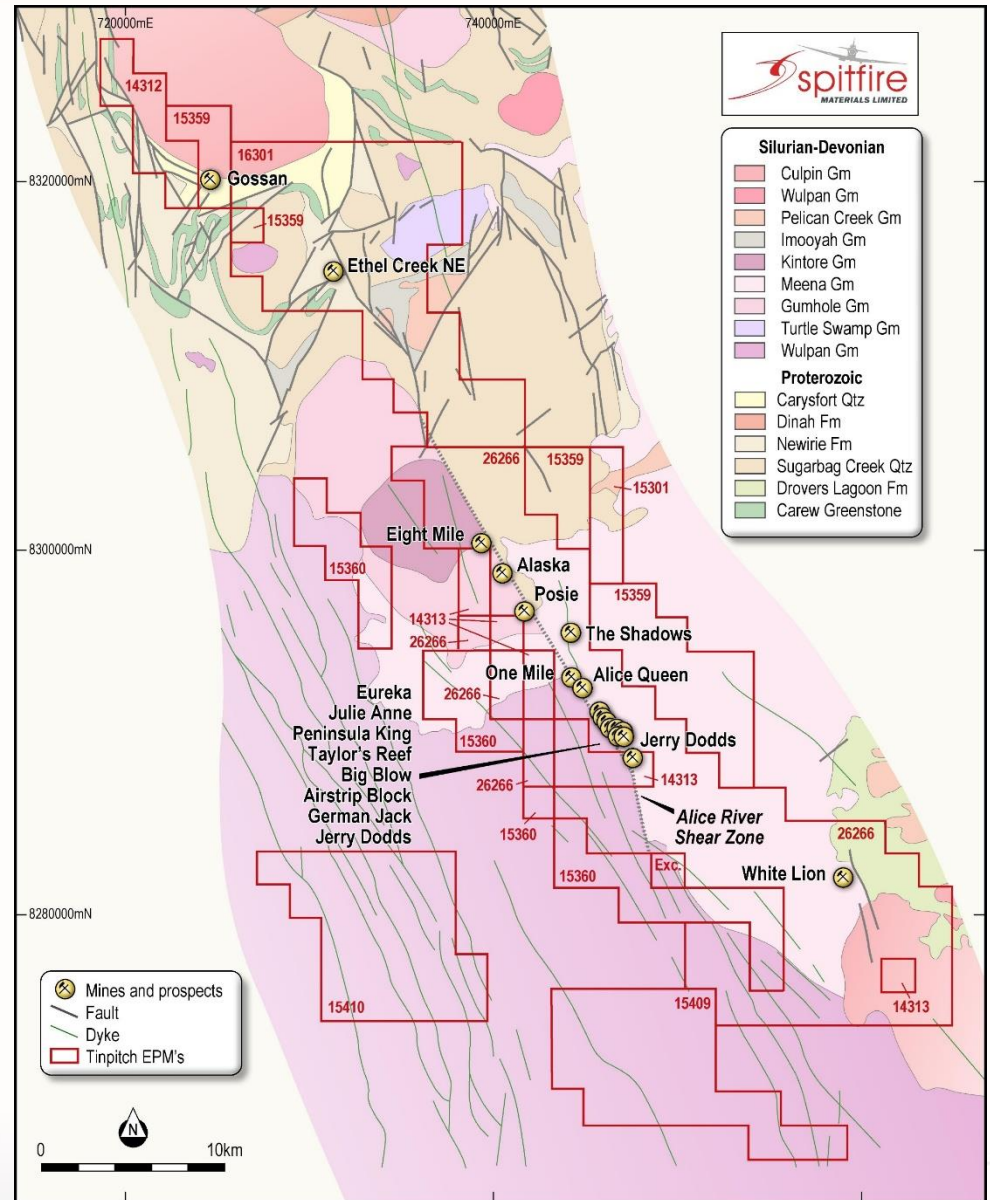 720000mE
740000mE
spitfire
MATERIALS LIMITED
Silurian-Devonian
Culpin Gm
Wulpan Gm
Pelican Creek Gm
Imooyah Gm
Kintore Gm
Meena Gm
Gumhole Gm
Turtle Swamp Gm
Wulpan Gm
Proterozoic
Carysfort Qtz
Dinah Fm
Newirie Fm
Sugarbag Creek Qtz
Drovers Lagoon Fm
Carew Greenstone
14312
15359
16301
8320000mN
Gossan
15359
Ethel Creek NE
26266
15359
15301
Eight Mile
8300000mN
Alaska
15360
15359
Posie
14313
26266
The Shadows
One Mile
Alice Queen
26266
Eureka
Julie Anne
Peninsula King
Taylor's Reef
Big Blow
Airstrip Block
German Jack
Jerry Dodds
15360
Jerry Dodds
26266
14313
Alice River
Shear Zone
15360
26266
15360
Exc.
White Lion
8280000mN
15410
15409
14313
Mines and prospects
Fault
Dyke
Tinpitch EPM's
N
0
10km